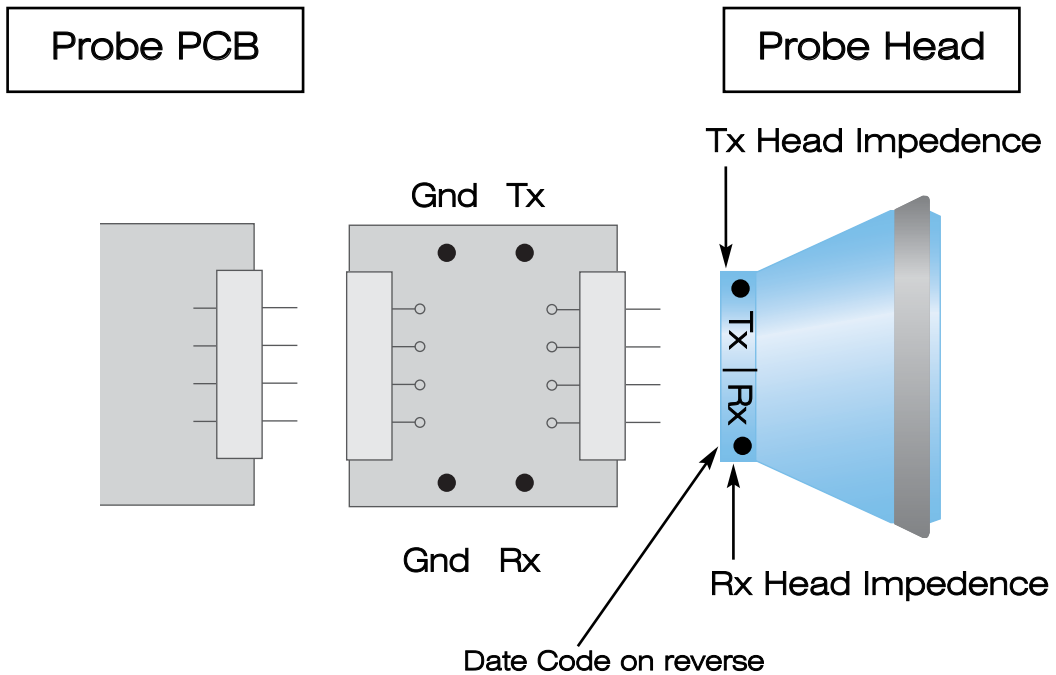 Probe PCB
Probe Head
Tx Head Impedence
Gnd Tx
Tx | Rx
Gnd Rx
Rx Head Impedence
Date Code on reverse